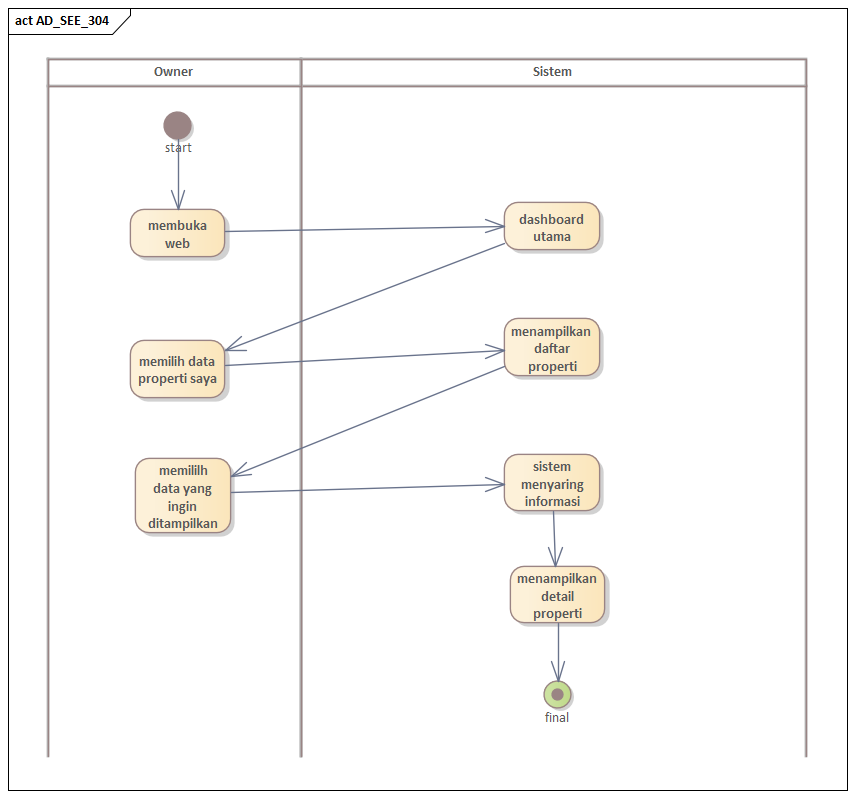 act AD_SEE_304
Owner
Sistem
start
membuka
web
dashboard
utama
memilih data
properti saya
menampilkan
daftar
properti
memililh
data yang
ingin
ditampilkan
sistem
menyaring
informasi
menampilkan
detail
properti
final